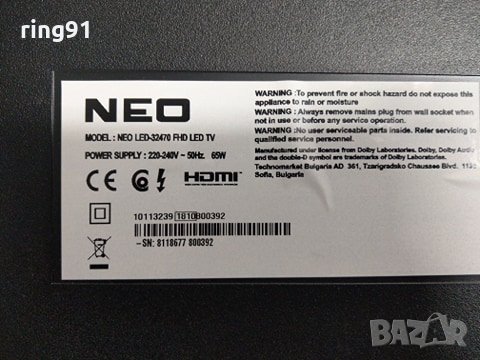 ring91
NEO
MODEL : NEO LED-32470 FHD LED TV
POWER SUPPLY : 220-240V ~ 50Hz. 65W
CE HDMI
10113239 1810B00392
-SN: 8118677 800392
WARNING :To prevent fire or shock hazard do not expose this
appliance to rain or moisture
WARNING :Always remove mains plug from wall socket when
not in use or before any service operation.
WARNING :No user serviceable parts inside. Refer servicing to
qualified service personnel.
Manufactured under license from Dolby Laboratories. Dolby, Dolby Audio
and the double-D symbol are trademarks of Dolby Laboratories.
Technomarket Bulgaria AD 361, Tzarigradsko Chaussee Blvd.
Sofia, Bulgaria
BAZAR